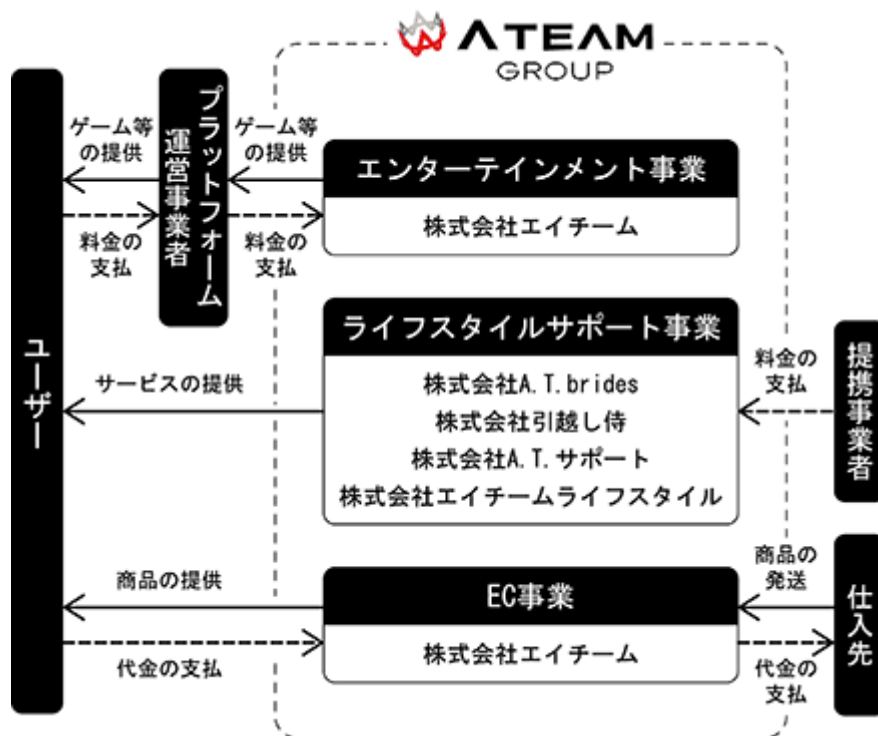 ATEAM
GROUP
ユーザー
プラットフォーム
運営事業者
ゲーム等
の提供
料金の
支払
ゲーム等
の提供
料金の
支払
エンターテインメント事業
株式会社エイチーム
ライフスタイルサポート事業
株式会社A.T.brides
株式会社引越し侍
株式会社A.T.サポート
株式会社エイチームライフスタイル
サービスの提供
料金の
支払
提携事業者
EC事業
株式会社エイチーム
商品の提供
代金の支払
商品の
発送
代金の
支払
仕入先